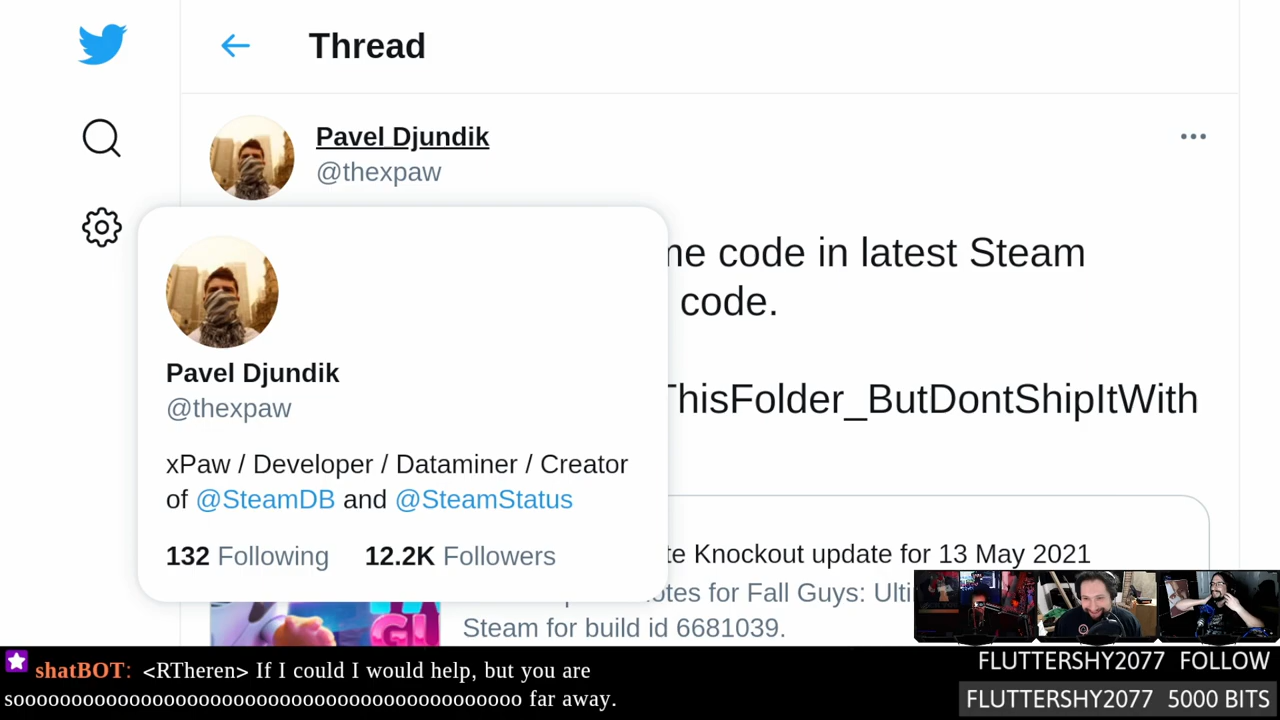 Thread
Pavel Djundik
@thexpaw
me code in latest Steam
code.
ThisFolder_ButDontShipItWith
Pavel Djundik
@thexpaw
xPaw / Developer / Dataminer / Creator
of @SteamDB and @SteamStatus
132 Following 12.2K Followers
te Knockout update for 13 May 2021
otes for Fall Guys: Ulti
Steam for build id 6681039.
shatBOT: <RTheren> If I could I would help, but you are
soooooooooooooooooooooooooooooooooooooo far away.
FLUTTERSHY2077 FOLLOW
FLUTTERSHY2077 5000 BITS